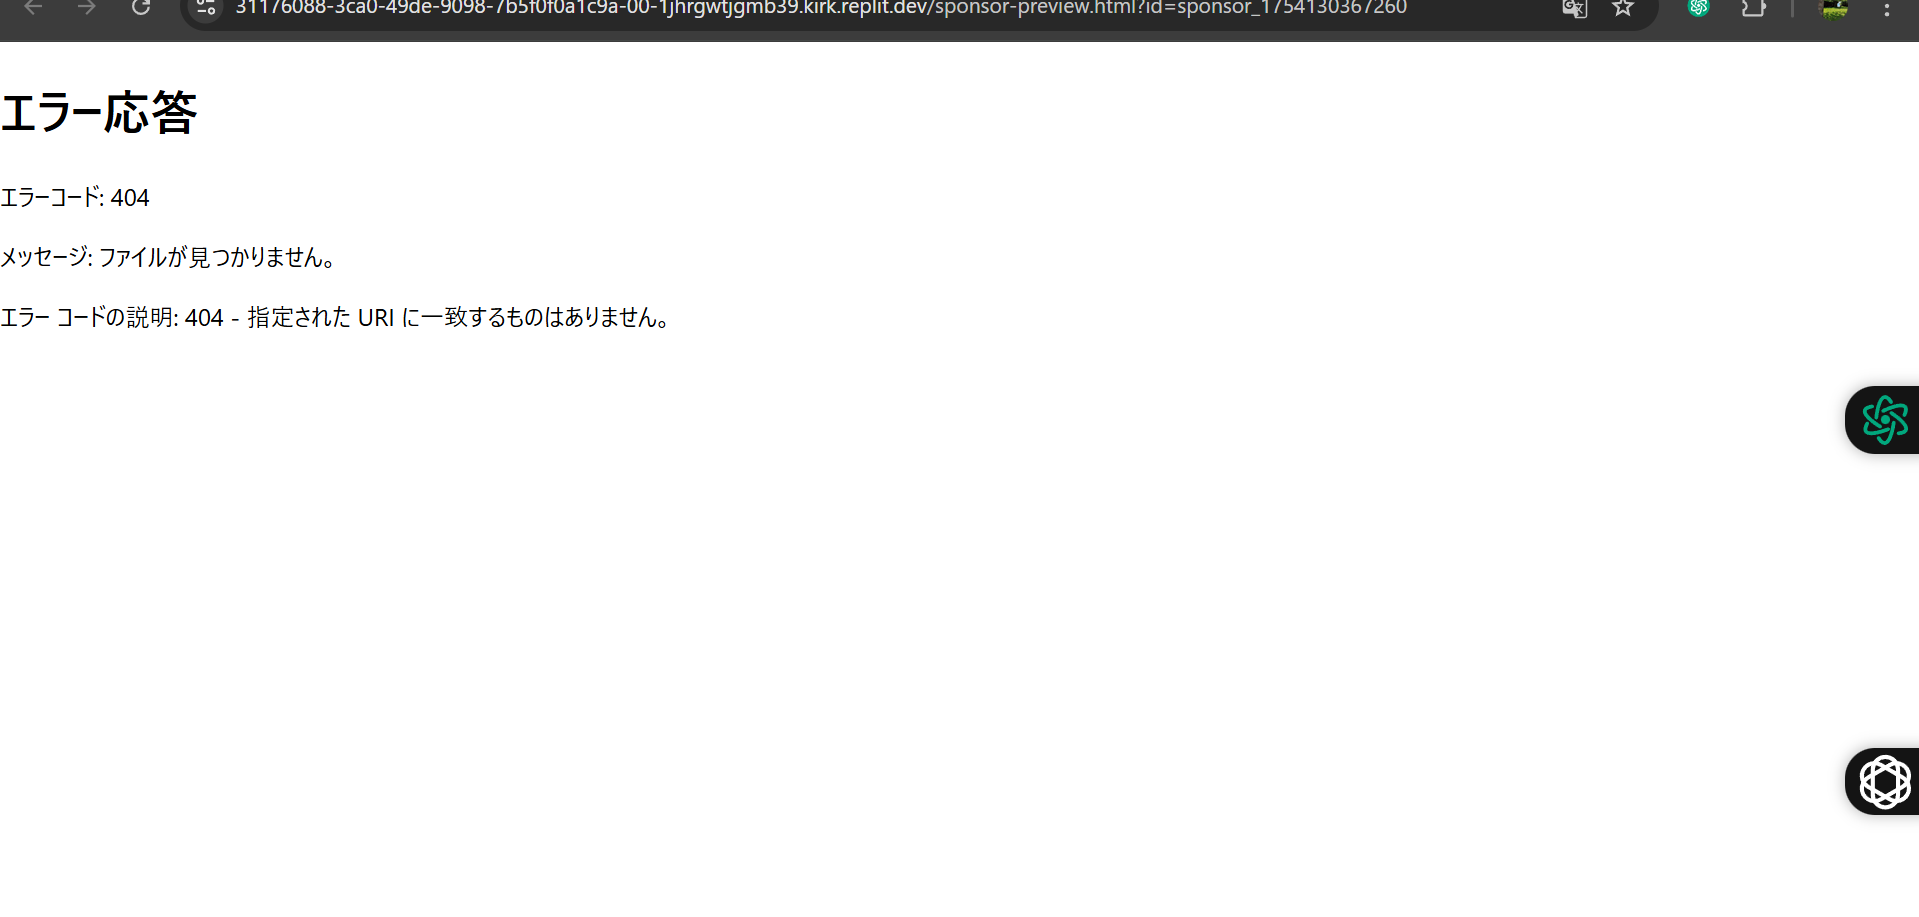 31176088-3ca0-49de-9098-7b5f0f0a1c9a-00-1jhrgwtjgmb39.kirk.replit.dev/sponsor-preview.html?id=sponsor_1754130367260
エラー応答
エラーコード: 404
メッセージ: ファイルが見つかりません。
エラー コードの説明: 404 - 指定された URI に一致するものはありません。